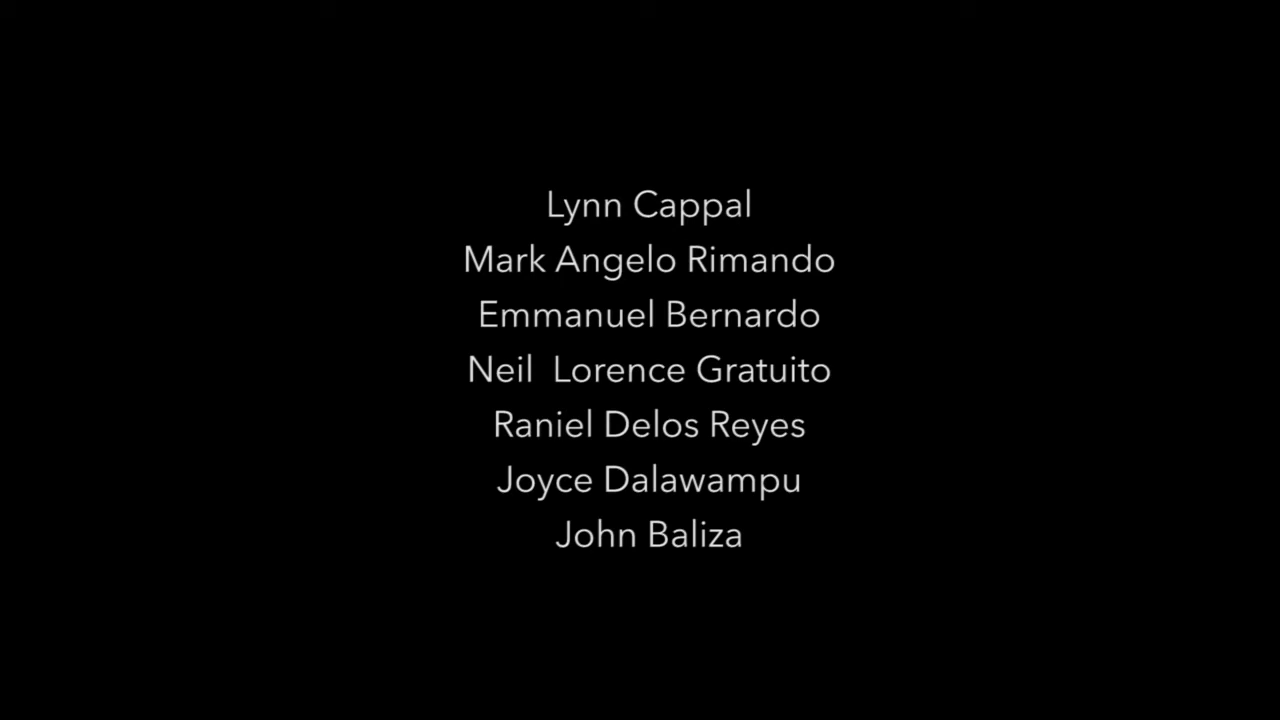 Lynn Cappal
Mark Angelo Rimando
Emmanuel Bernardo
Neil  Lorence Gratuito
Raniel Delos Reyes
Joyce Dalawampu
John Baliza